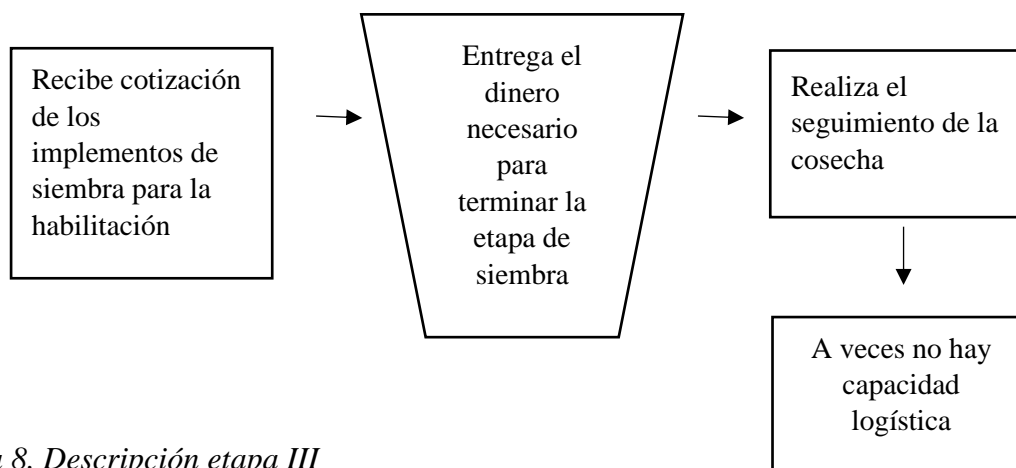 Recibe cotización
de los
implementos de
siembra para la
habilitación
Entrega el
dinero
necesario
para
terminar la
etapa de
siembra
Realiza el
seguimiento de la
cosecha
A veces no hay
capacidad
logística
8. Descripción etapa III